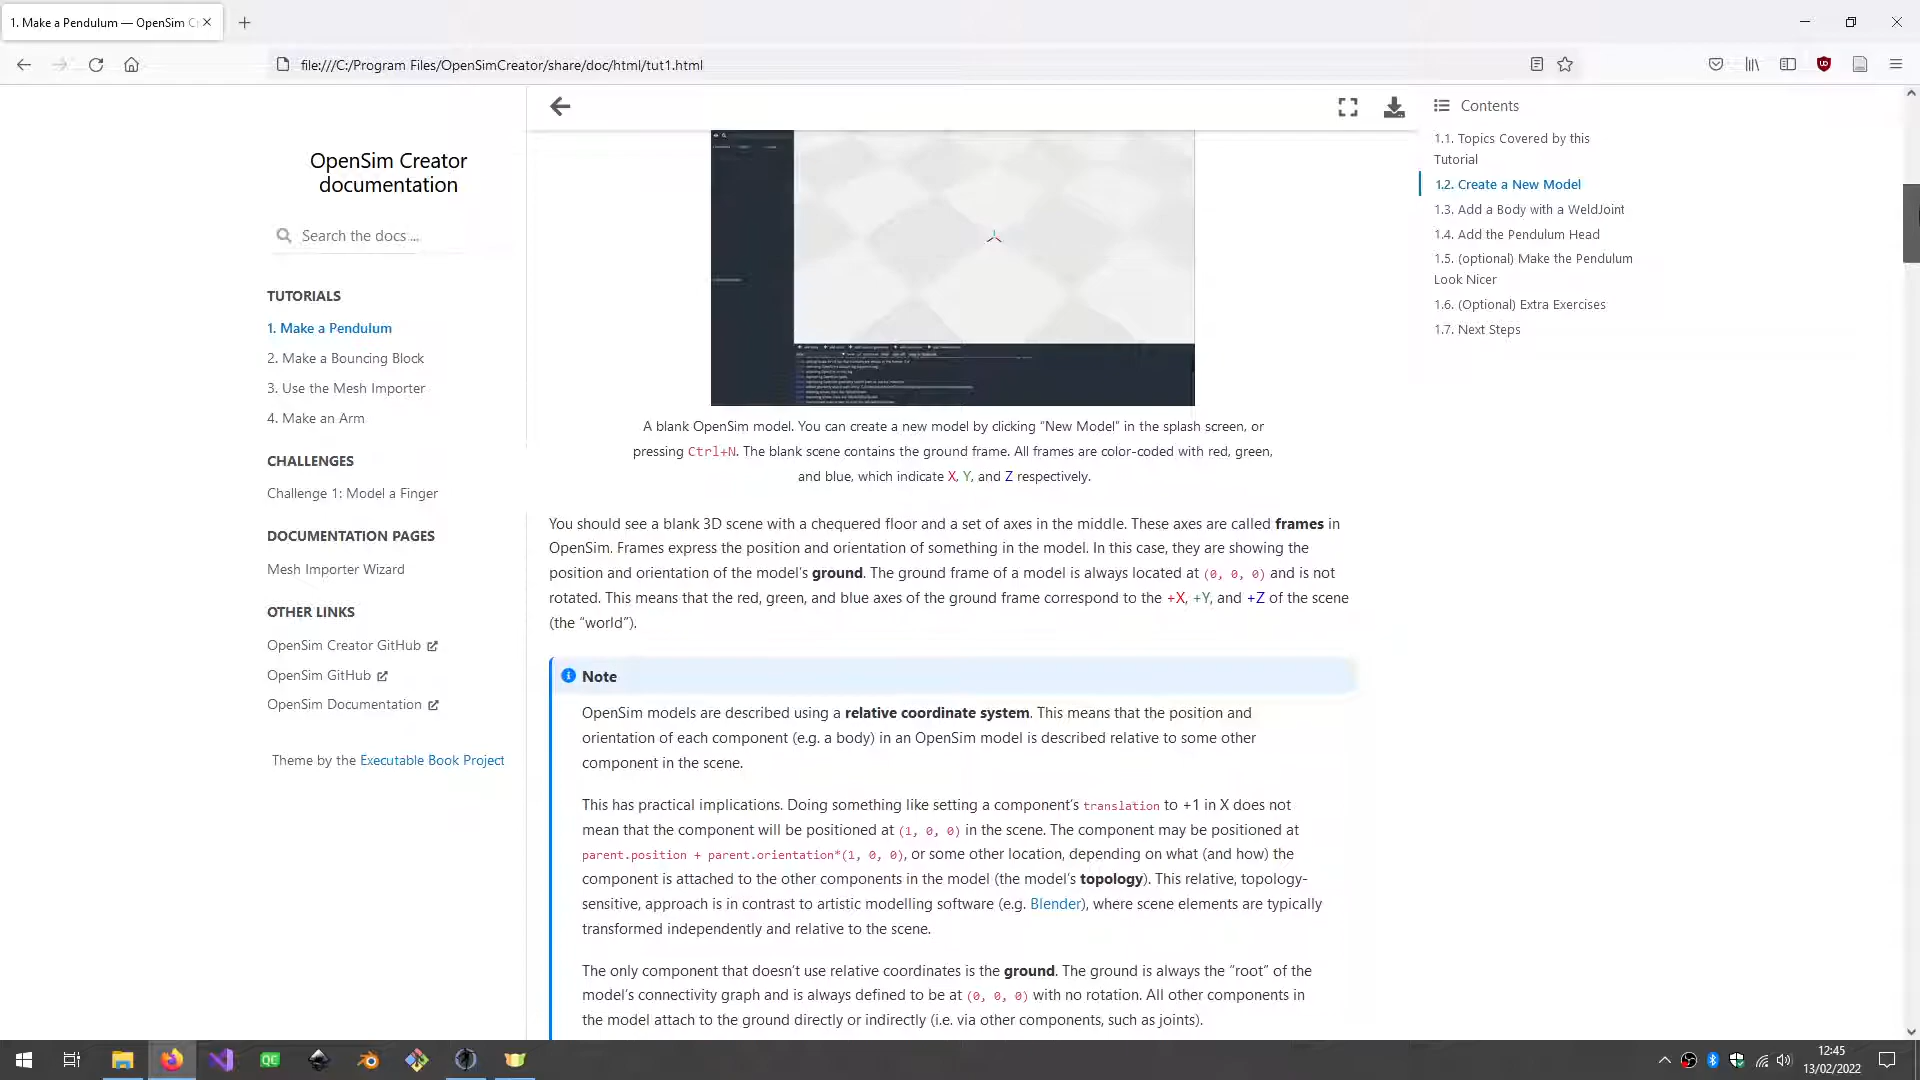 1. Make a Pendulum — OpenSim C
file:///C:/Program Files/OpenSimCreator/share/doc/html/tut1.html
OpenSim Creator
documentation
Search the docs ...
TUTORIALS
1. Make a Pendulum
2. Make a Bouncing Block
3. Use the Mesh Importer
4. Make an Arm
CHALLENGES
Challenge 1: Model a Finger
DOCUMENTATION PAGES
Mesh Importer Wizard
OTHER LINKS
OpenSim Creator GitHub
OpenSim GitHub
OpenSim Documentation
Theme by the Executable Book Project
A blank OpenSim model. You can create a new model by clicking “New Model” in the splash screen, or
pressing Ctrl+N. The blank scene contains the ground frame. All frames are color-coded with red, green,
and blue, which indicate X, Y, and Z respectively.
You should see a blank 3D scene with a chequered floor and a set of axes in the middle. These axes are called frames in
OpenSim. Frames express the position and orientation of something in the model. In this case, they are showing the
position and orientation of the model’s ground. The ground frame of a model is always located at (0, 0, 0) and is not
rotated. This means that the red, green, and blue axes of the ground frame correspond to the +X, +Y, and +Z of the scene
(the “world”).
Note
OpenSim models are described using a relative coordinate system. This means that the position and
orientation of each component (e.g. a body) in an OpenSim model is described relative to some other
component in the scene.
This has practical implications. Doing something like setting a component’s translation to +1 in X does not
mean that the component will be positioned at (1, 0, 0) in the scene. The component may be positioned at
parent.position + parent.orientation*(1, 0, 0), or some other location, depending on what (and how) the
component is attached to the other components in the model (the model’s topology). This relative, topology-
sensitive, approach is in contrast to artistic modelling software (e.g. Blender), where scene elements are typically
transformed independently and relative to the scene.
The only component that doesn’t use relative coordinates is the ground. The ground is always the “root” of the
model’s connectivity graph and is always defined to be at (0, 0, 0) with no rotation. All other components in
the model attach to the ground directly or indirectly (i.e. via other components, such as joints).
Contents
1.1. Topics Covered by this
Tutorial
1.2. Create a New Model
1.3. Add a Body with a WeldJoint
1.4. Add the Pendulum Head
1.5. (optional) Make the Pendulum
Look Nicer
1.6. (Optional) Extra Exercises
1.7. Next Steps
QC
12:45
13/02/2022